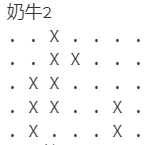 奶牛2
. . X . . . .
. . X X . . .
. X X . . . .
. X X . . X .
. X . . . X .